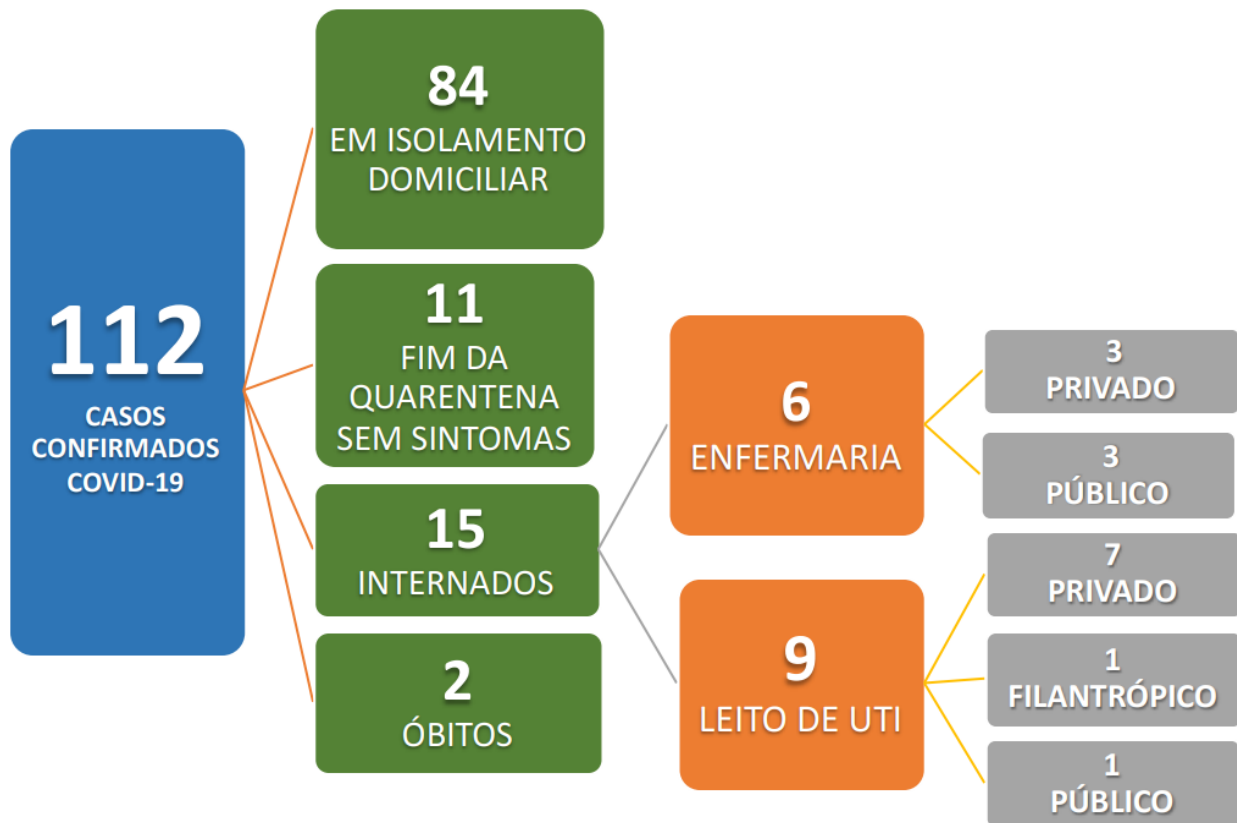 112
CASOS
CONFIRMADOS
COVID-19
84
EM ISOLAMENTO
DOMICILIAR
11
FIM DA
QUARENTENA
SEM SINTOMAS
15
INTERNADOS
2
ÓBITOS
6
ENFERMARIA
9
LEITO DE UTI
3
PRIVADO
3
PÚBLICO
7
PRIVADO
1
FILANTRÓPICO
1
PÚBLICO